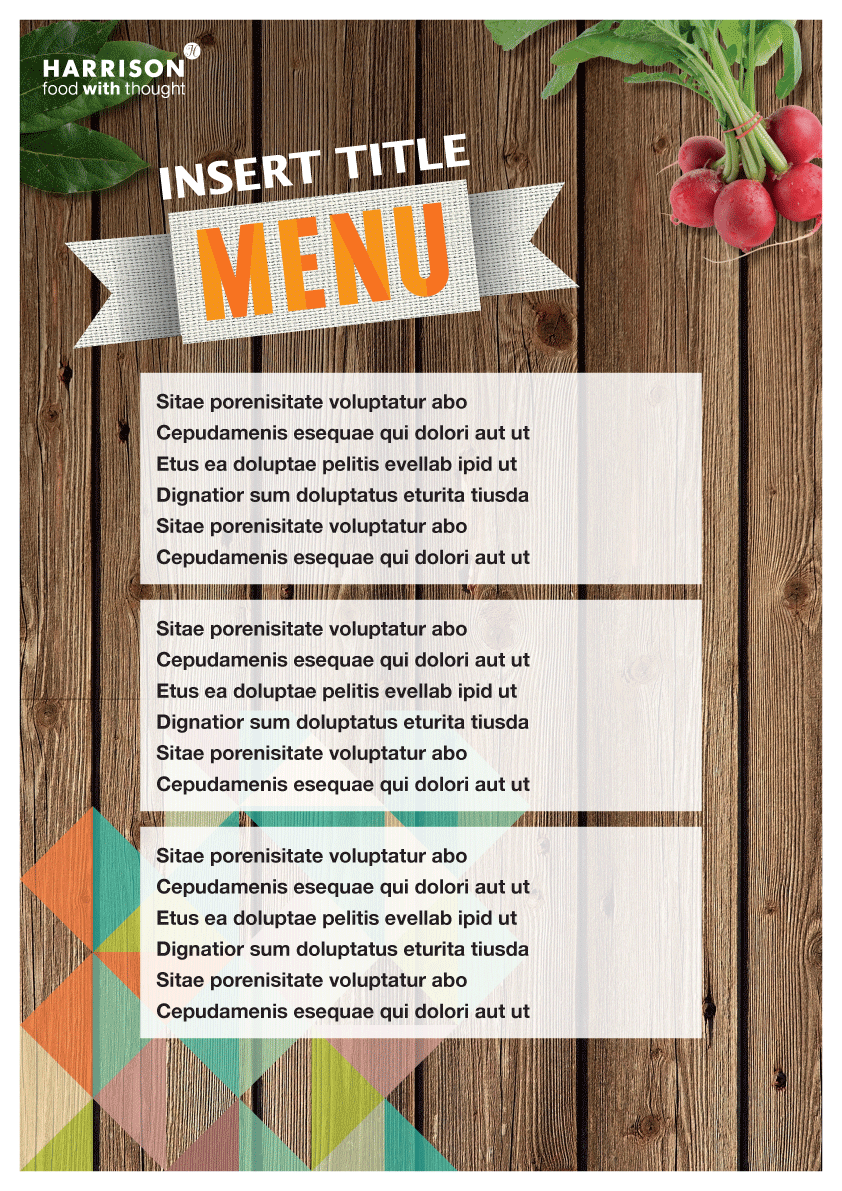 H
HARRISON
food with thought
INSERT TITLE
MENU
Sitae porenisitate voluptatur abo
Cepudamenis esequae qui dolori aut ut
Etus ea doluptae pelitis evellab ipid ut
Dignatior sum doluptatus eturita tiusda
Sitae porenisitate voluptatur abo
Cepudamenis esequae qui dolori aut ut
Sitae porenisitate voluptatur abo
Cepudamenis esequae qui dolori aut ut
Etus ea doluptae pelitis evellab ipid ut
Dignatior sum doluptatus eturita tiusda
Sitae porenisitate voluptatur abo
Cepudamenis esequae qui dolori aut ut
Sitae porenisitate voluptatur abo
Cepudamenis esequae qui dolori aut ut
Etus ea doluptae pelitis evellab ipid ut
Dignatior sum doluptatus eturita tiusda
Sitae porenisitate voluptatur abo
Cepudamenis esequae qui dolori aut ut